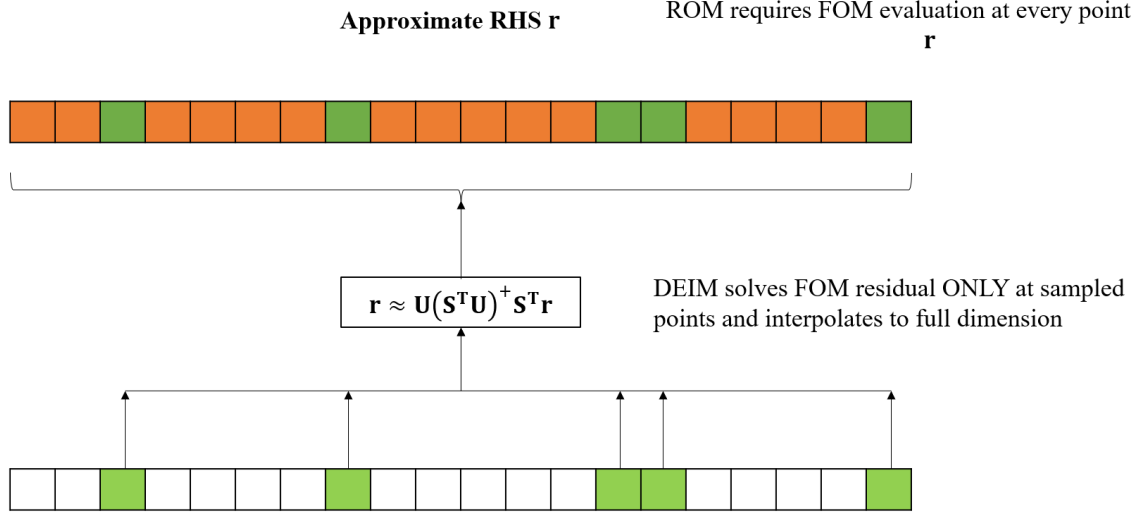 Approximate RHS r
ROM requires FOM evaluation at every point
r
r ≈ U(SᵀU)⁺Sᵀr
DEIM solves FOM residual ONLY at sampled
points and interpolates to full dimension